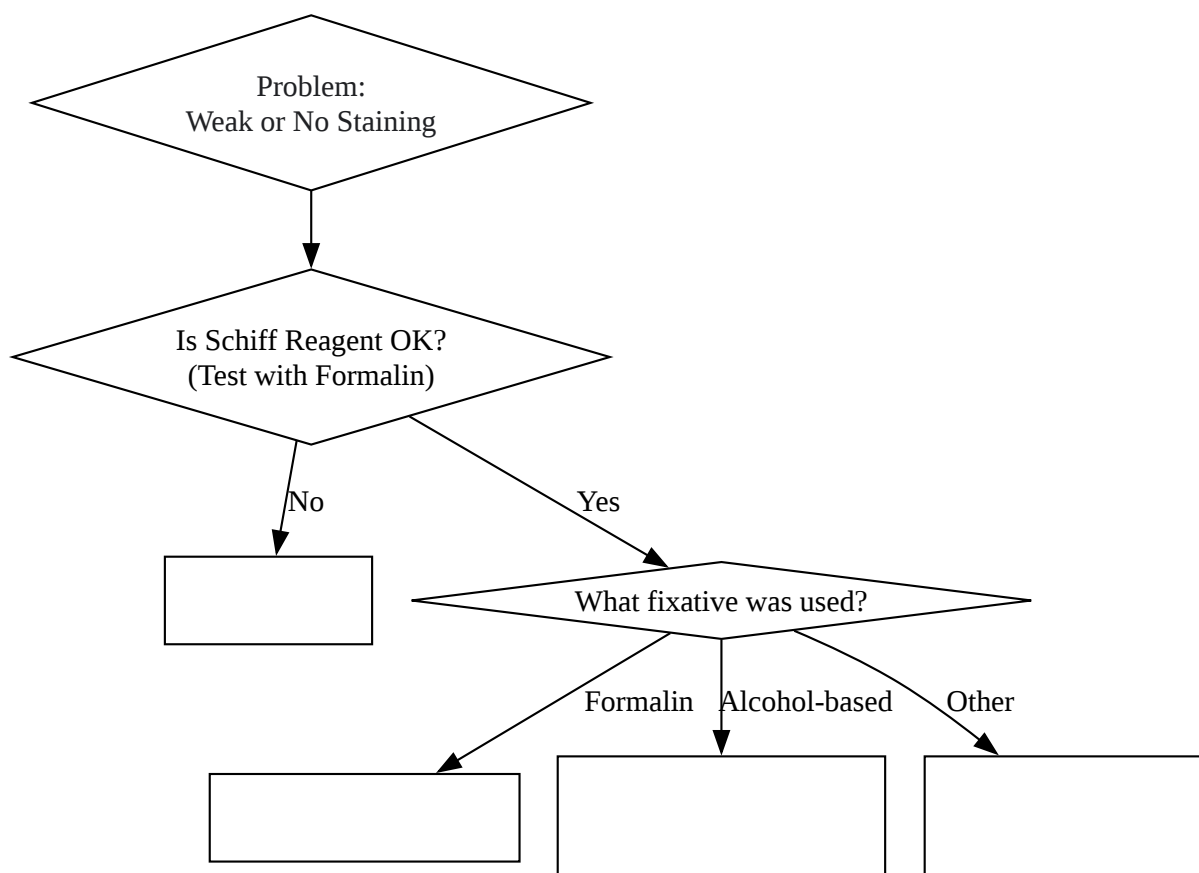 Problem:
Weak or No Staining
Is Schiff Reagent OK?
(Test with Formalin)
No
Yes
What fixative was used?
Formalin
Alcohol-based
Other